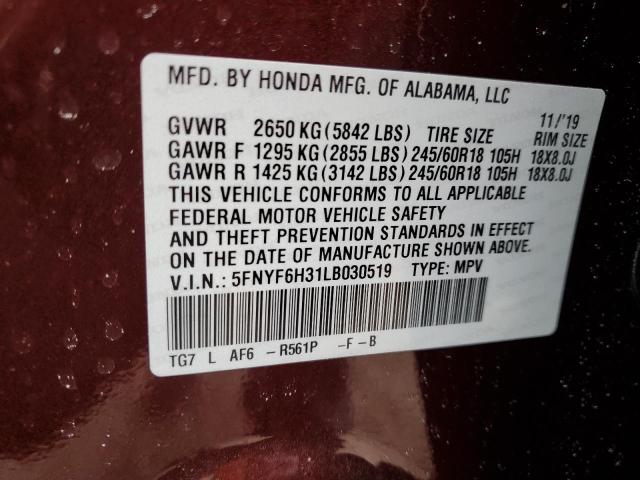 MFD. BY HONDA MFG. OF ALABAMA, LLC
11/'19
GVWR 2650 KG (5842 LBS) TIRE SIZE RIM SIZE
GAWR F 1295 KG (2855 LBS) 245/60R18 105H 18X8.0J
GAWR R 1425 KG (3142 LBS) 245/60R18 105H 18X8.0J
THIS VEHICLE CONFORMS TO ALL APPLICABLE
FEDERAL MOTOR VEHICLE SAFETY
AND THEFT PREVENTION STANDARDS IN EFFECT
ON THE DATE OF MANUFACTURE SHOWN ABOVE.
V.I.N.: 5FNYF6H31LB030519 TYPE: MPV
TG7 L AF6 -R561P -F-B